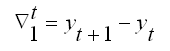 ∇₁ᵗ = yₜ₊₁ − yₜ